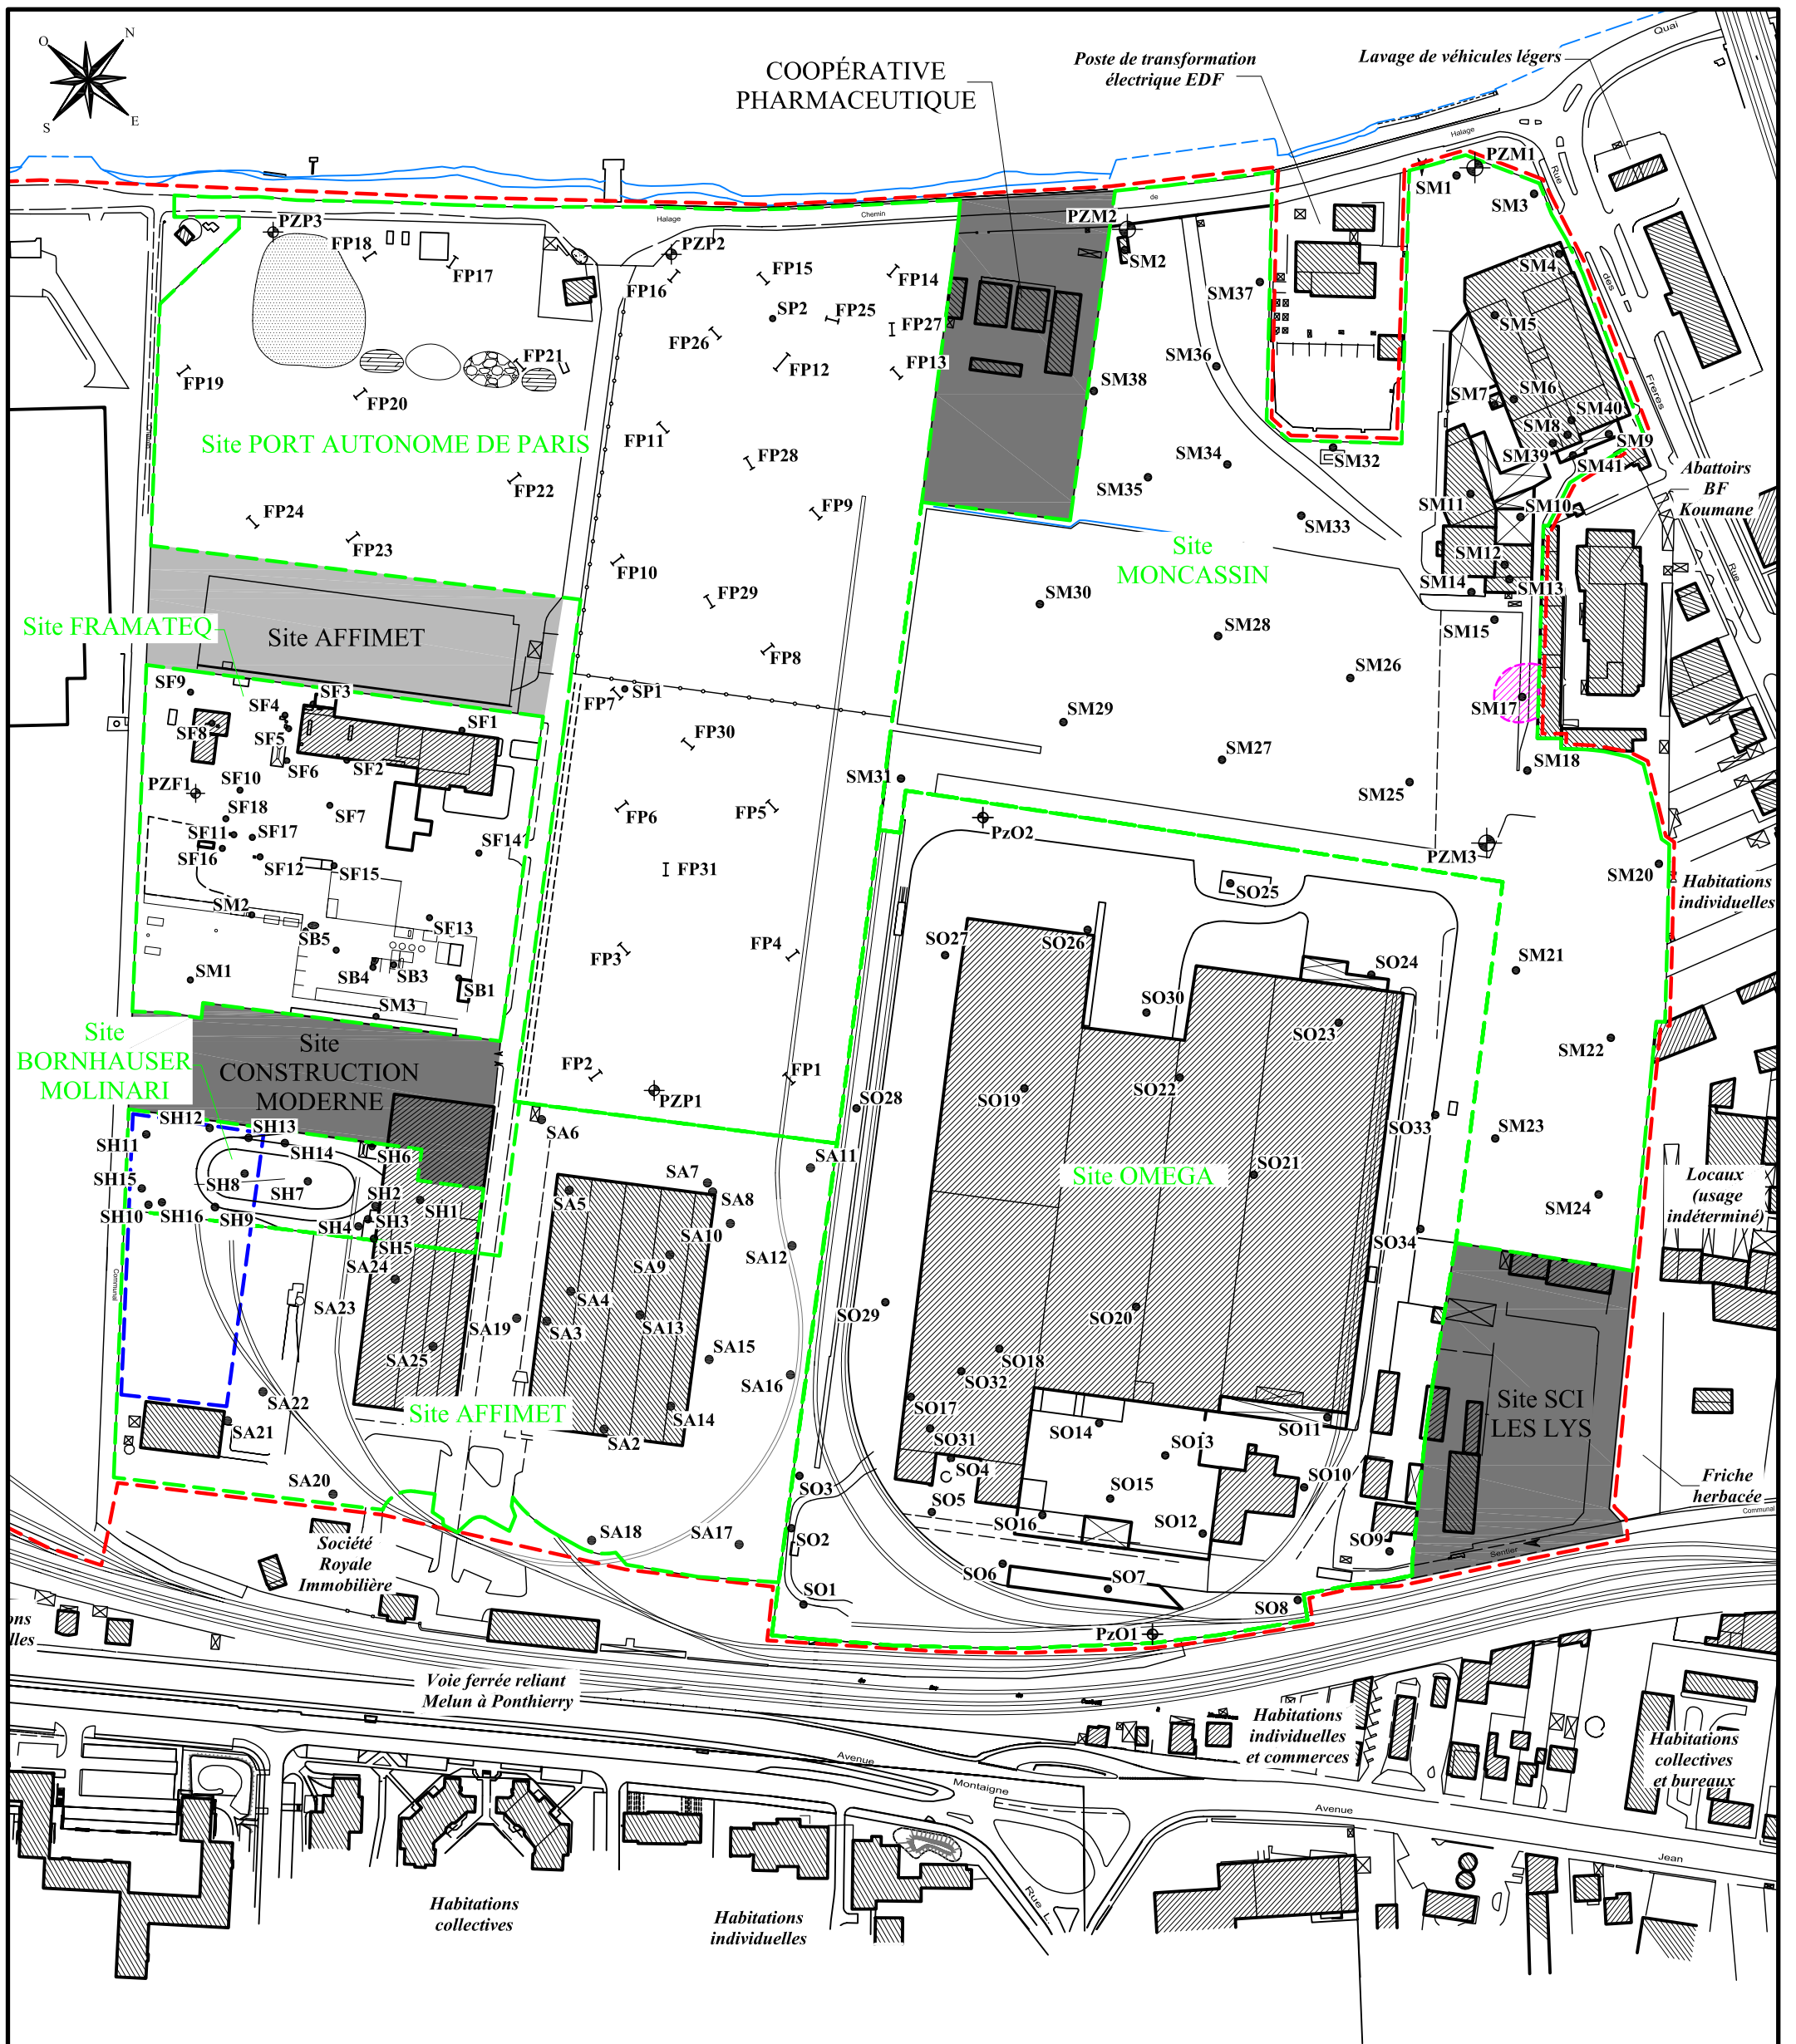 O
N
S
E
COOPÉRATIVE
PHARMACEUTIQUE
Poste de transformation
électrique EDF
Lavage de véhicules légers
Quai
Halage
Rue
des
Freres
Rue
Halage
Chemin
de
PZM1
SM1
SM3
PZM2
SM2
PZP3
FP18
FP17
PZP2
FP16
FP15
FP14
SP2
FP25
FP27
FP26
FP12
FP13
FP21
FP19
FP20
SM37
SM36
SM38
SM4
SM5
SM6
SM7
SM40
SM8
SM9
SM39
SM41
SM32
Site PORT AUTONOME DE PARIS
FP11
FP28
FP22
FP9
FP24
FP23
SM34
SM35
SM33
SM11
SM10
Abattoirs
BF
Koumane
Site
MONCASSIN
SM12
SM13
SM14
SM15
FP10
FP29
FP8
SM30
SM28
SM26
SM17
SM29
SM27
SM18
SM31
SM25
Site FRAMATEQ
Site AFFIMET
SF9
SF3
SF4
SF8
SF5
SF1
SF6
SF2
SP1
FP7
FP30
PZF1
SF10
SF18
SF7
SF11
SF17
SF16
SF12
SF15
SF14
FP6
FP5
FP31
PzO2
PZM3
SM20
Habitations
individuelles
SO25
SM2
SF13
SB5
SB4
SB3
SB1
SM1
SM3
FP3
FP4
SO27
SO26
SO24
SM21
SO30
SO23
SM22
Site
BORNHAUSER
MOLINARI
Site
CONSTRUCTION
MODERNE
FP2
FP1
PZP1
SO28
SO19
SO22
SO33
SM23
SH12
SH13
SH11
SH14
SH6
SA6
SA11
SH15
SH8
SH7
SH2
SH1
SH10
SH16
SH9
SH4
SH3
SH5
SA7
SA5
SA8
SA10
SA9
SA12
Site OMEGA
SO21
SO34
SM24
Locaux
(usage
indéterminé)
Communal
SA24
SA23
SA4
SA3
SA19
SA13
SA25
SA15
SA16
SO29
SO20
SO18
SO32
SA22
SA21
Site AFFIMET
SA14
SA2
SO17
SO31
SO14
SO11
Site SCI
LES LYS
SO4
SO13
SO3
SO10
SO15
SA20
SO5
SO16
SO12
SO9
Friche
herbacée
Communal
Sentier
SA18
SA17
SO2
Société
Royale
Immobilière
SO6
SO7
SO1
SO8
PzO1
ons
lles
Voie ferrée reliant
Melun à Ponthierry
Habitations
individuelles
et commerces
Habitations
collectives
et bureaux
Avenue
Montaigne
Avenue
Jean
Rue L.
Habitations
collectives
Habitations
individuelles